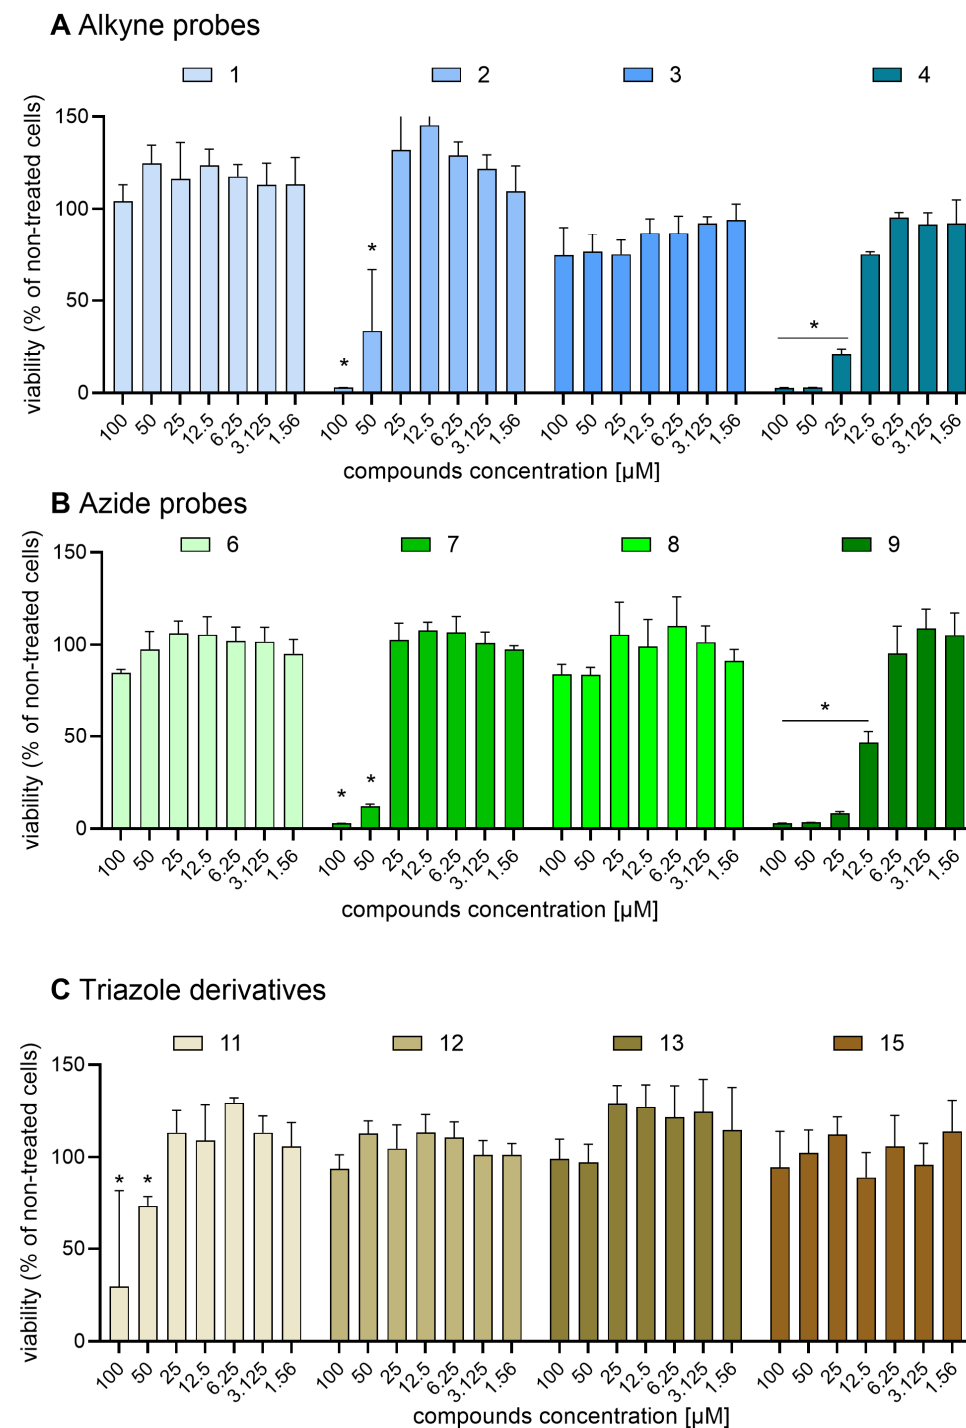 A Alkyne probes
1 2 3 4
viability (% of non-treated cells)
150
100
50
0
* * *
100 50 25 12.5 6.25 3.125 1.56 100 50 25 12.5 6.25 3.125 1.56 100 50 25 12.5 6.25 3.125 1.56 100 50 25 12.5 6.25 3.125 1.56
compounds concentration [µM]
B Azide probes
6 7 8 9
viability (% of non-treated cells)
150
100
50
0
* * *
100 50 25 12.5 6.25 3.125 1.56 100 50 25 12.5 6.25 3.125 1.56 100 50 25 12.5 6.25 3.125 1.56 100 50 25 12.5 6.25 3.125 1.56
compounds concentration [µM]
C Triazole derivatives
11 12 13 15
viability (% of non-treated cells)
150
100
50
0
* *
100 50 25 12.5 6.25 3.125 1.56 100 50 25 12.5 6.25 3.125 1.56 100 50 25 12.5 6.25 3.125 1.56 100 50 25 12.5 6.25 3.125 1.56
compounds concentration [µM]